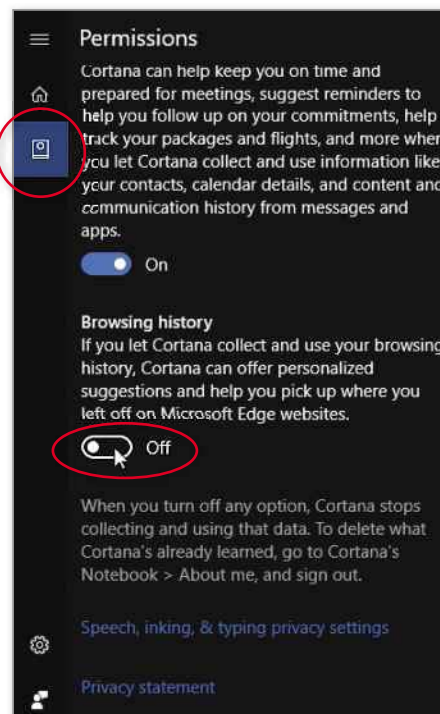 Permissions
Cortana can help keep you on time and
prepared for meetings, suggest reminders to
help you follow up on your commitments, help
track your packages and flights, and more when
you let Cortana collect and use information like
your contacts, calendar details, and content and
communication history from messages and
apps.
On
Browsing history
If you let Cortana collect and use your browsing
history, Cortana can offer personalized
suggestions and help you pick up where you
left off on Microsoft Edge websites.
Off
When you turn off any option, Cortana stops
collecting and using that data. To delete what
Cortana's already learned, go to Cortana's
Notebook > About me, and sign out.
Speech, inking, & typing privacy settings
Privacy statement